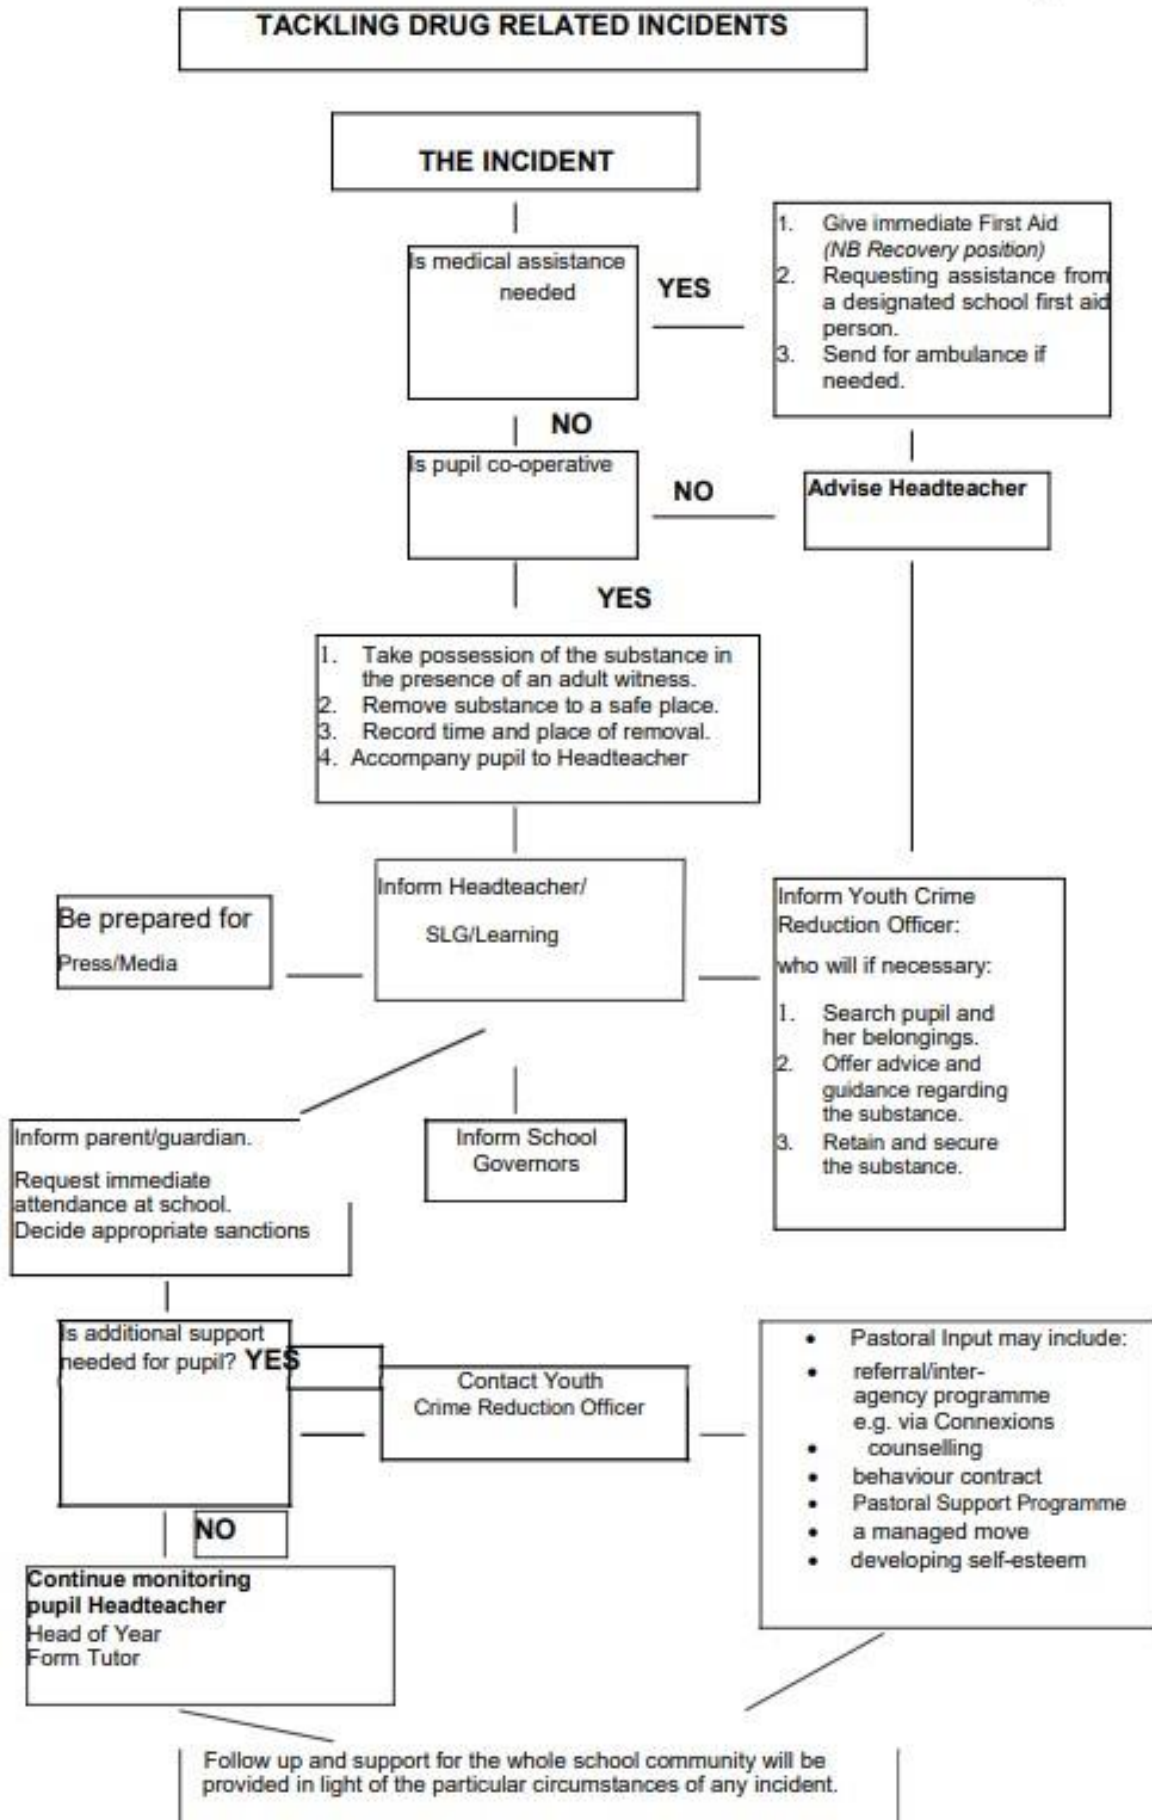 TACKLING DRUG RELATED INCIDENTS
THE INCIDENT
Is medical assistance
needed
YES
1. Give immediate First Aid
(NB Recovery position)
2. Requesting assistance from
a designated school first aid
person.
3. Send for ambulance if
needed.
NO
Is pupil co-operative
NO
Advise Headteacher
YES
1. Take possession of the substance in
the presence of an adult witness.
2. Remove substance to a safe place.
3. Record time and place of removal.
4. Accompany pupil to Headteacher
Be prepared for
Press/Media
Inform Headteacher/
SLG/Learning
Inform Youth Crime
Reduction Officer:
who will if necessary:
1. Search pupil and
her belongings.
2. Offer advice and
guidance regarding
the substance.
3. Retain and secure
the substance.
Inform parent/guardian.
Request immediate
attendance at school.
Decide appropriate sanctions
Inform School
Governors
Is additional support
needed for pupil? YES
Contact Youth
Crime Reduction Officer
• Pastoral Input may include:
• referral/inter-
agency programme
e.g. via Connexions
• counselling
• behaviour contract
• Pastoral Support Programme
• a managed move
• developing self-esteem
NO
Continue monitoring
pupil Headteacher
Head of Year
Form Tutor
Follow up and support for the whole school community will be
provided in light of the particular circumstances of any incident.